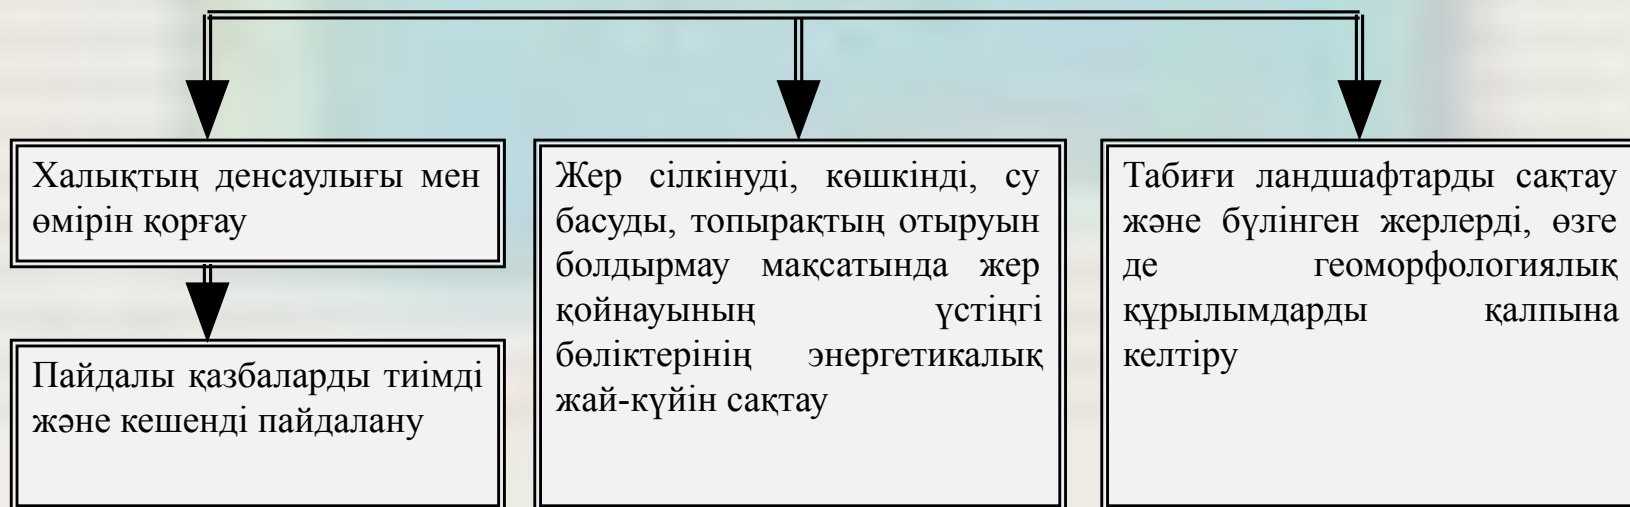 Халықтың денсаулығы мен
өмірін қорғау
Пайдалы қазбаларды тиімді
және кешенді пайдалану
Жер сілкінуді, көшкінді, су
басуды, топырақтың отыруын
болдырмау мақсатында жер
қойнауының үстіңгі
бөліктерінің энергетикалық
жай-күйін сақтау
Табиғи ландшафтарды сақтау
және бүлінген жерлерді, өзге
де геоморфологиялық
құрылымдарды қалпына
келтіру